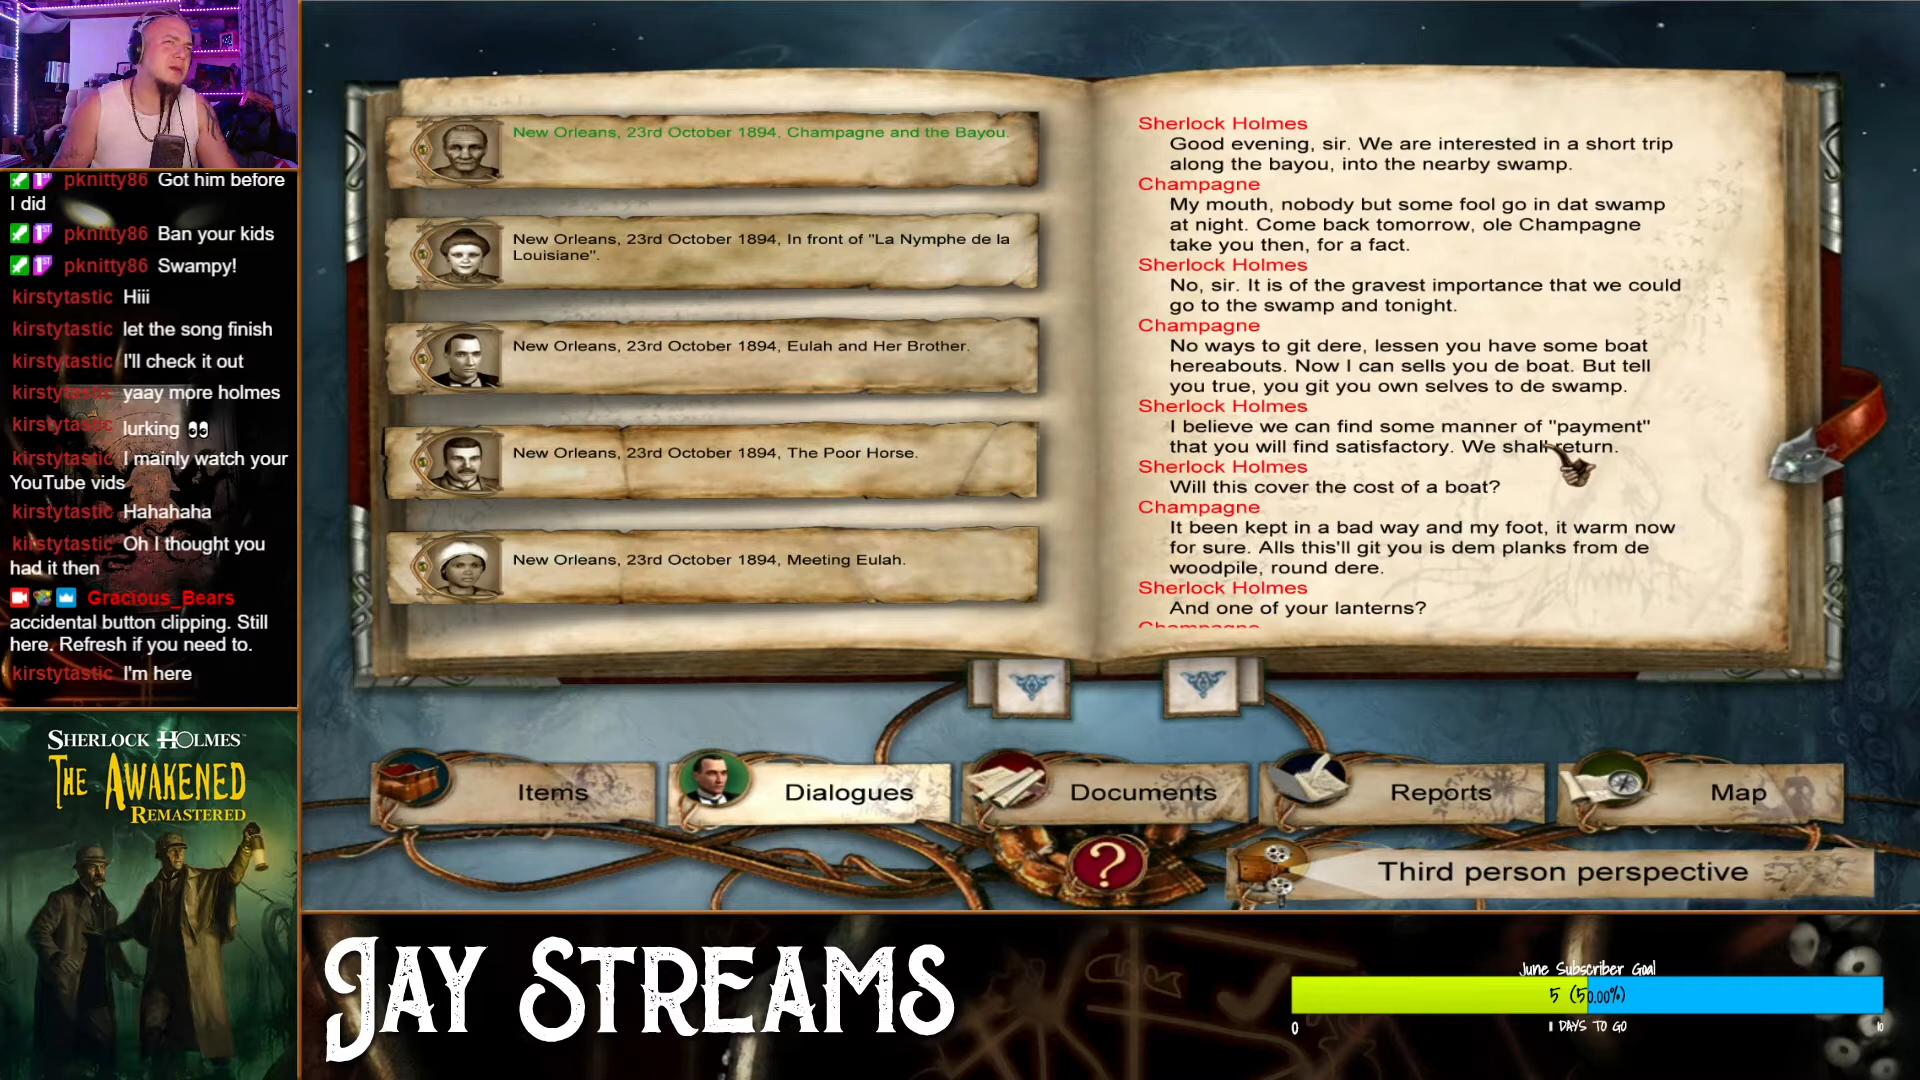 pknitty86 Got him before
I did
pknitty86 Ban your kids
pknitty86 Swampy!
kirstytastic Hiii
kirstytastic let the song finish
kirstytastic I'll check it out
kirstytastic yaay more holmes
kirstytastic lurking 👀
kirstytastic I mainly watch your
YouTube vids
kirstytastic Hahahaha
kirstytastic Oh I thought you
had it then
Gracious_Bears
accidental button clipping. Still
here. Refresh if you need to.
kirstytastic I'm here
SHERLOCK HOLMES
THE AWAKENED
REMASTERED
New Orleans, 23rd October 1894, Champagne and the Bayou.
New Orleans, 23rd October 1894, In front of "La Nymphe de la
Louisiane".
New Orleans, 23rd October 1894, Eulah and Her Brother.
New Orleans, 23rd October 1894, The Poor Horse.
New Orleans, 23rd October 1894, Meeting Eulah.
Sherlock Holmes
Good evening, sir. We are interested in a short trip
along the bayou, into the nearby swamp.
Champagne
My mouth, nobody but some fool go in dat swamp
at night. Come back tomorrow, ole Champagne
take you then, for a fact.
Sherlock Holmes
No, sir. It is of the gravest importance that we could
go to the swamp and tonight.
Champagne
No ways to git dere, lessen you have some boat
hereabouts. Now I can sells you de boat. But tell
you true, you git you own selves to de swamp.
Sherlock Holmes
I believe we can find some manner of "payment"
that you will find satisfactory. We shall return.
Sherlock Holmes
Will this cover the cost of a boat?
Champagne
It been kept in a bad way and my foot, it warm now
for sure. Alls this'll git you is dem planks from de
woodpile, round dere.
Sherlock Holmes
And one of your lanterns?
Champagne
Items
Dialogues
Documents
Reports
Map
?
Third person perspective
JAY STREAMS
June Subscriber Goal
5 (50.00%)
0
11 DAYS TO GO
10